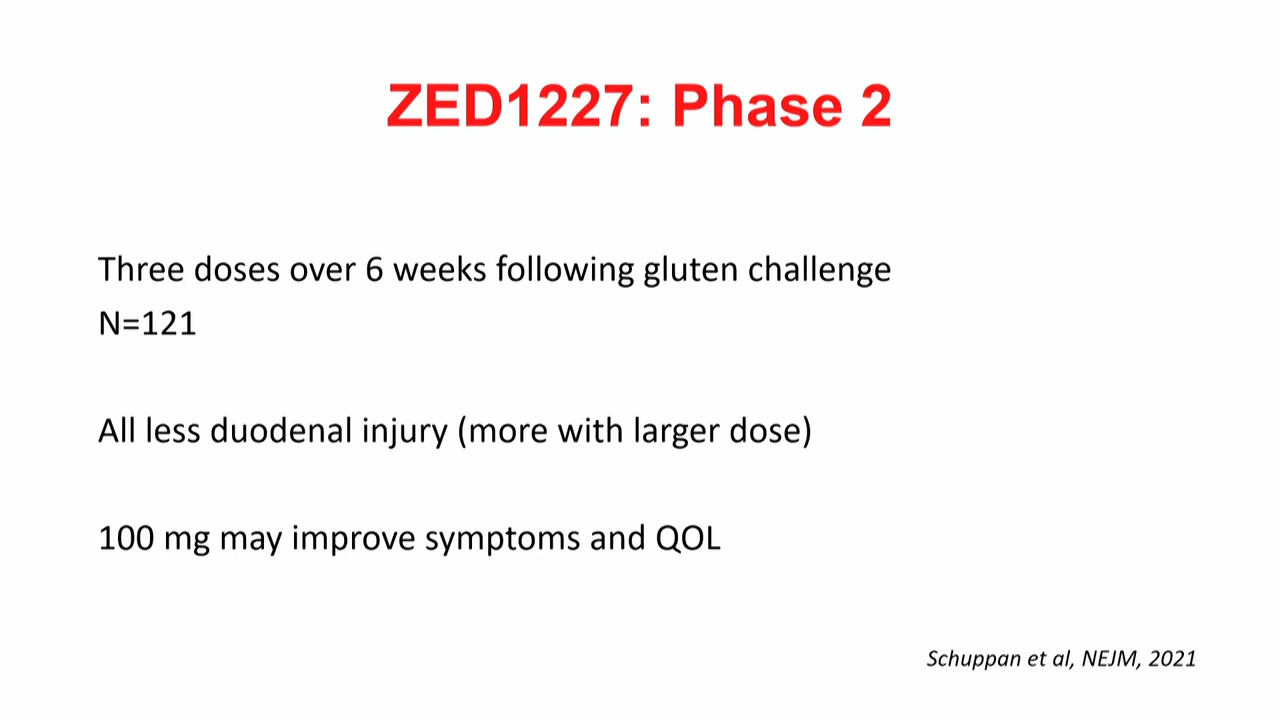 ZED1227: Phase 2
Three doses over 6 weeks following gluten challenge
N=121
All less duodenal injury (more with larger dose)
100 mg may improve symptoms and QOL
Schuppan et al, NEJM, 2021